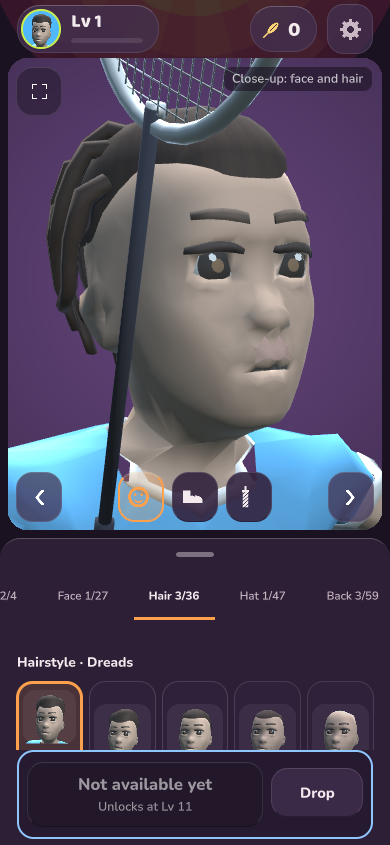 Lv 1
0
Close-up: face and hair
2/4
Face 1/27
Hair 3/36
Hat 1/47
Back 3/59
Hairstyle · Dreads
Not available yet
Unlocks at Lv 11
Drop